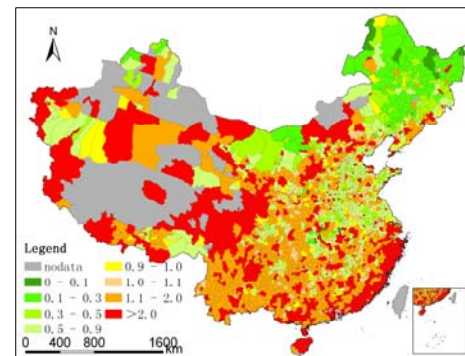 N
Legend
nodata
0 - 0.1
0.1 - 0.3
0.3 - 0.5
0.5 - 0.9
0.9 - 1.0
1.0 - 1.1
1.1 - 2.0
>2.0
0 400 800 1600
km